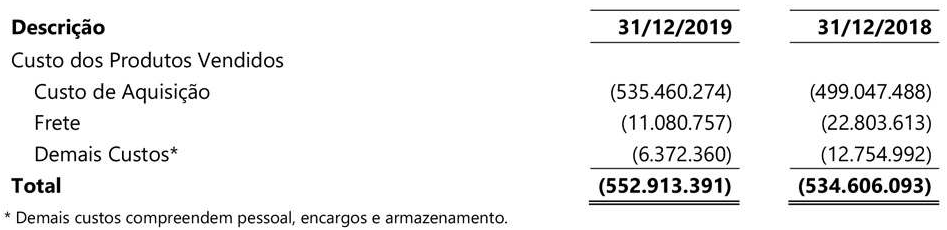 Descrição 31/12/2019 31/12/2018
Custo dos Produtos Vendidos
Custo de Aquisição (535.460.274) (499.047.488)
Frete (11.080.757) (22.803.613)
Demais Custos* (6.372.360) (12.754.992)
Total (552.913.391) (534.606.093)
* Demais custos compreendem pessoal, encargos e armazenamento.